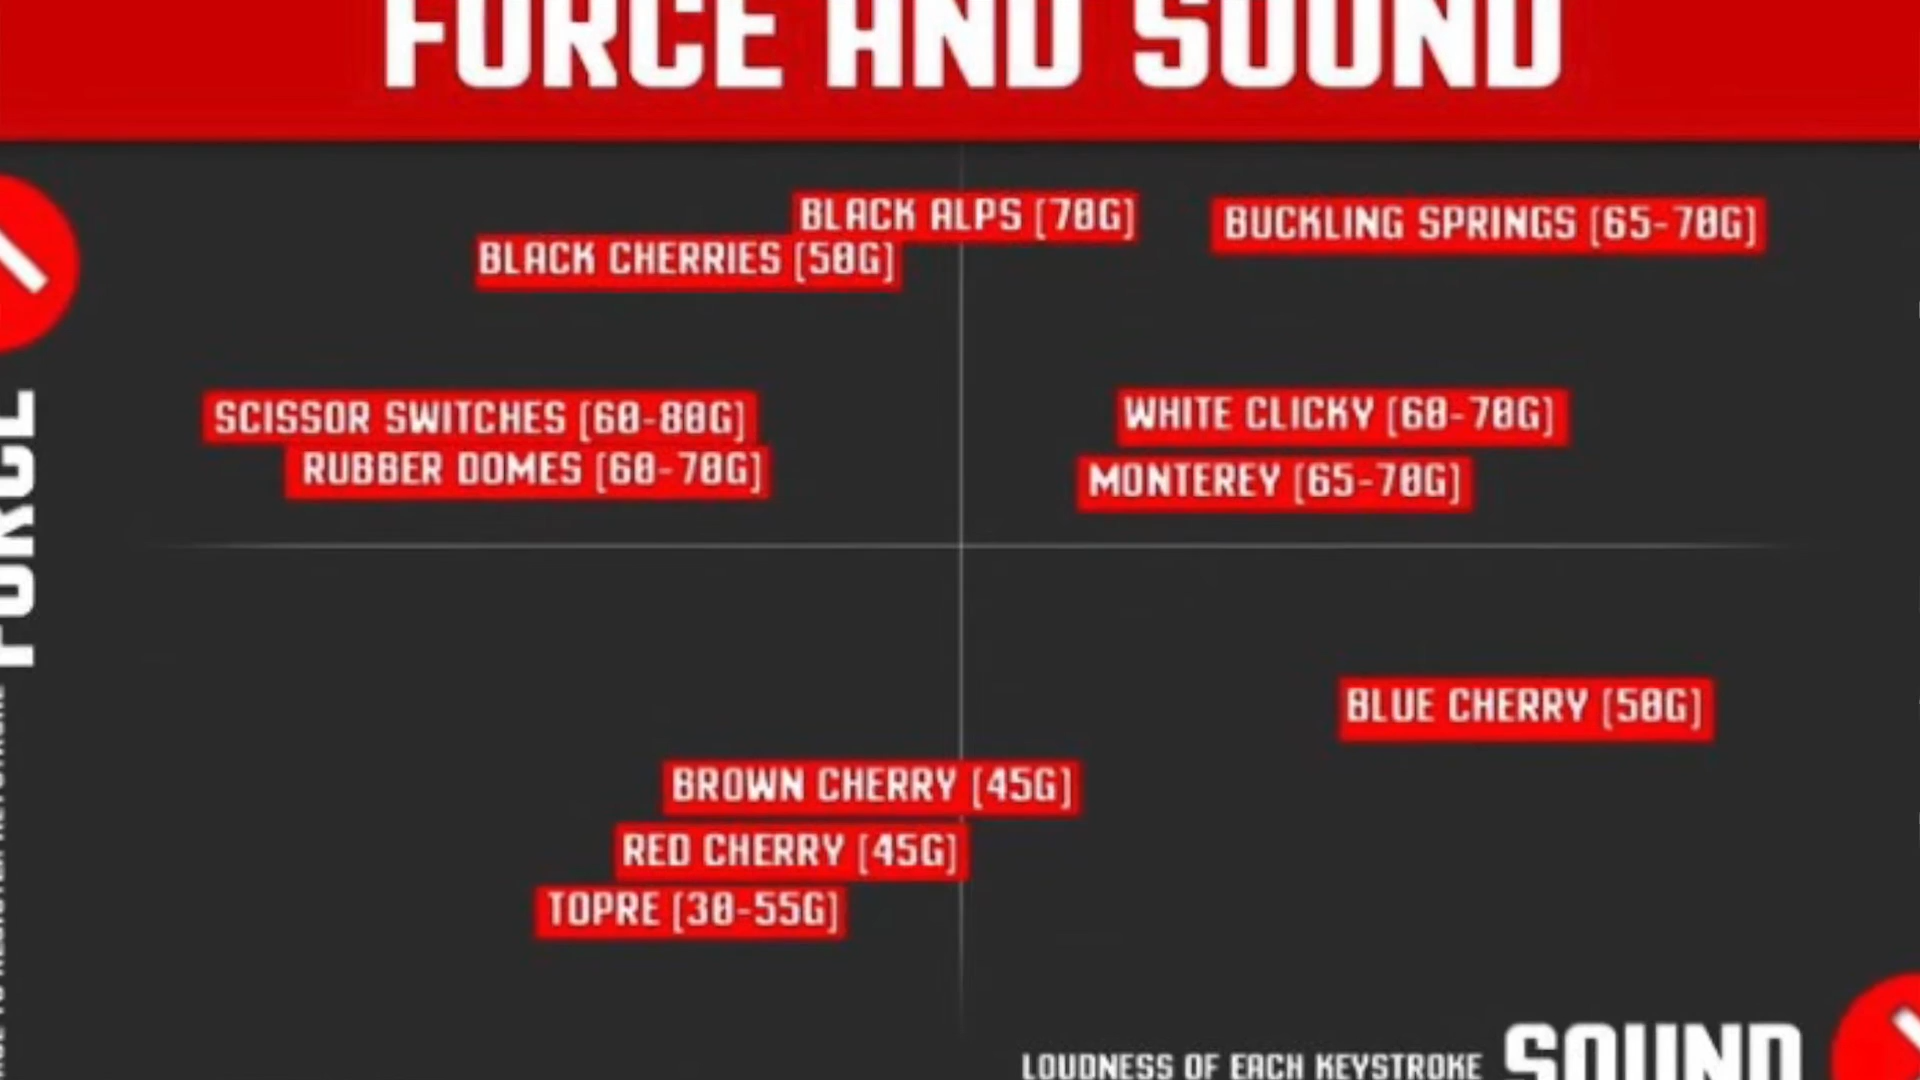 FORCE AND SOUND
BLACK ALPS [70G]
BUCKLING SPRINGS [65-70G]
BLACK CHERRIES [50G]
SCISSOR SWITCHES [60-80G]
WHITE CLICKY [60-70G]
RUBBER DOMES [60-70G]
MONTEREY [65-70G]
FORCE
BLUE CHERRY [50G]
BROWN CHERRY [45G]
RED CHERRY [45G]
TOPRE [30-55G]
LOUDNESS OF EACH KEYSTROKE SOUND